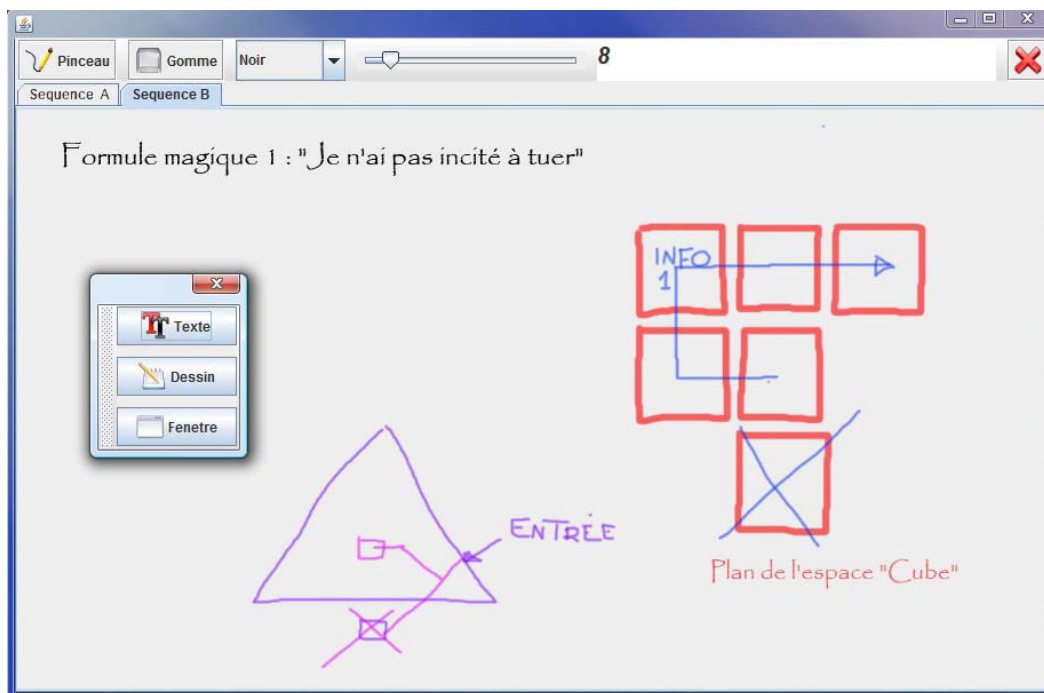 Pinceau
Gomme
Noir
8
Sequence A
Sequence B
Formule magique 1 : "Je n'ai pas incité à tuer"
INFO
1
Texte
Dessin
Fenetre
ENTRÉE
Plan de l'espace "Cube"